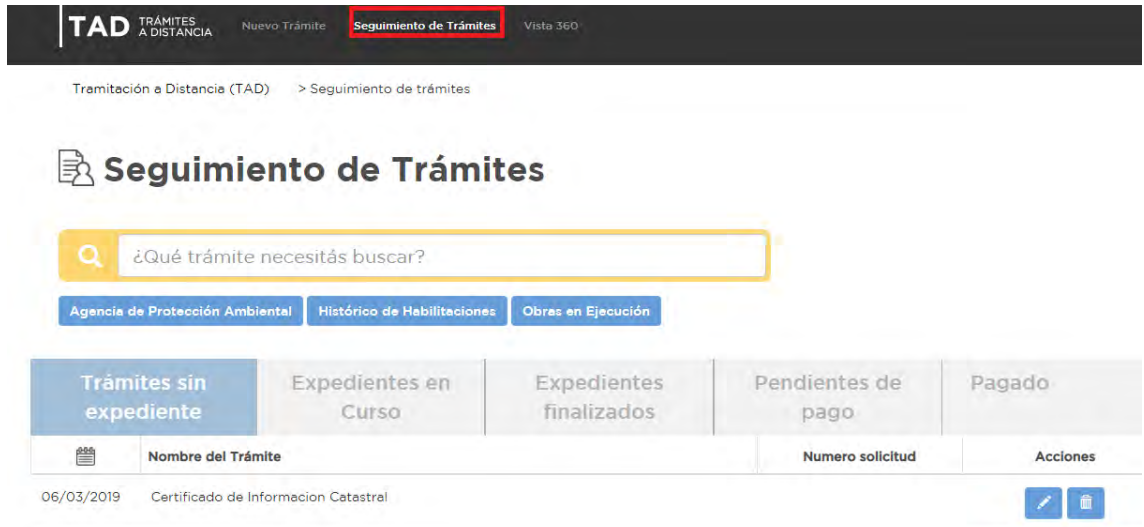 TAD TRÁMITES A DISTANCIA Nuevo Trámite Seguimiento de Trámites Vista 360
Tramitación a Distancia (TAD) > Seguimiento de trámites
Seguimiento de Trámites
¿Qué trámite necesitás buscar?
Agencia de Protección Ambiental Histórico de Habilitaciones Obras en Ejecución
Trámites sin expediente Expedientes en Curso Expedientes finalizados Pendientes de pago Pagado
Nombre del Trámite Numero solicitud Acciones
06/03/2019 Certificado de Informacion Catastral